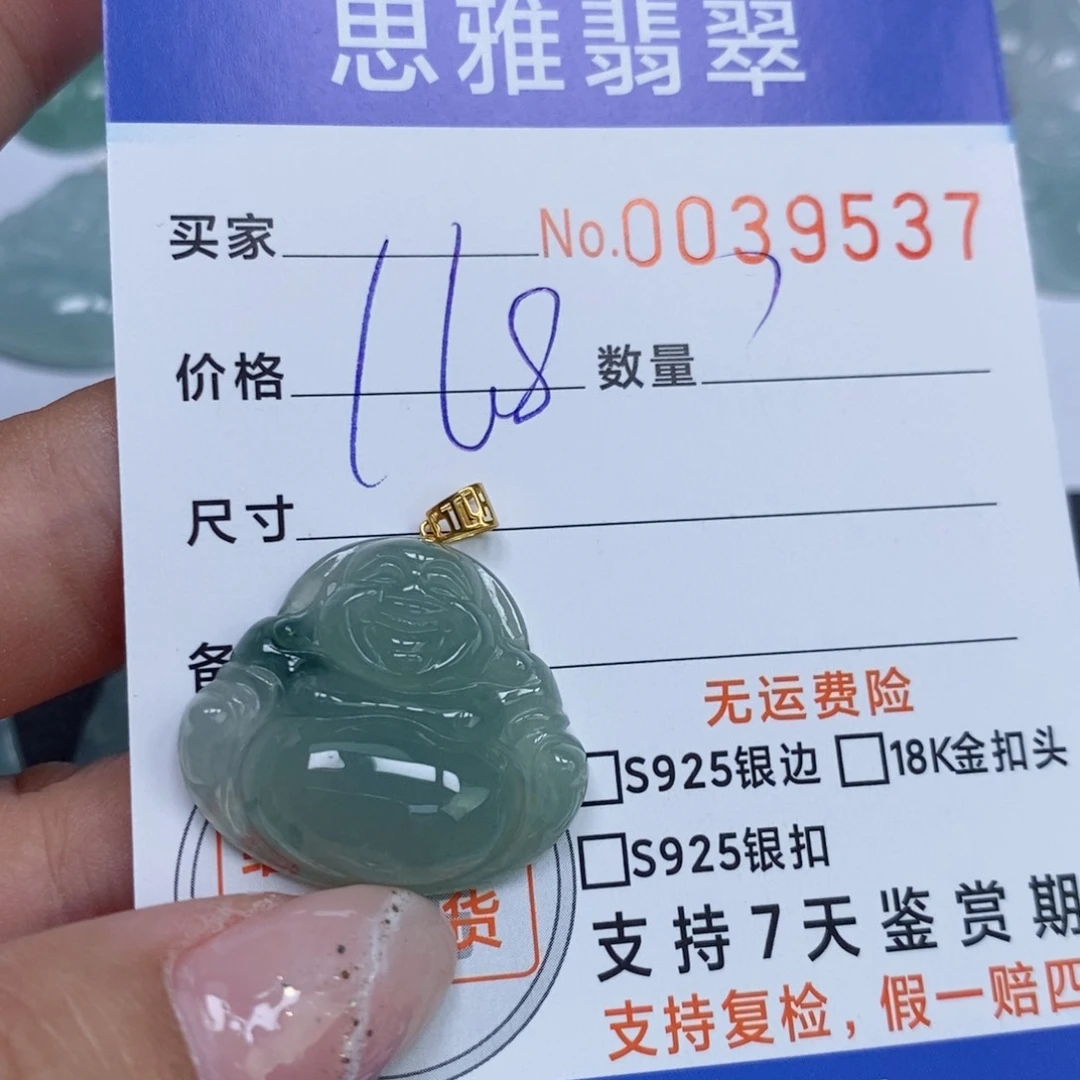 思雅翡翠
买家 No.0039537
价格 168 数量
尺寸
备
无运费险
□S925银边 □18K金扣头
□S925银扣
货
支持7天鉴赏期
支持复检,假一赔四